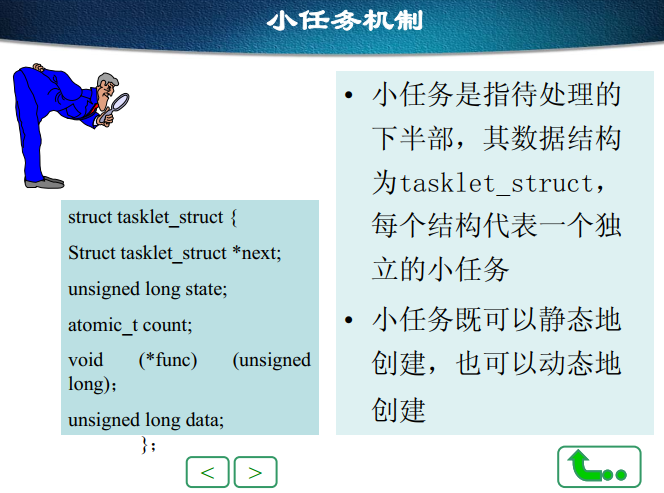 小任务机制
struct tasklet_struct {
Struct tasklet_struct *next;
unsigned long state;
atomic_t count;
void (*func) (unsigned
long)；
unsigned long data;
}；
• 小任务是指待处理的
下半部，其数据结构
为tasklet_struct，
每个结构代表一个独
立的小任务
• 小任务既可以静态地
创建，也可以动态地
创建
< >